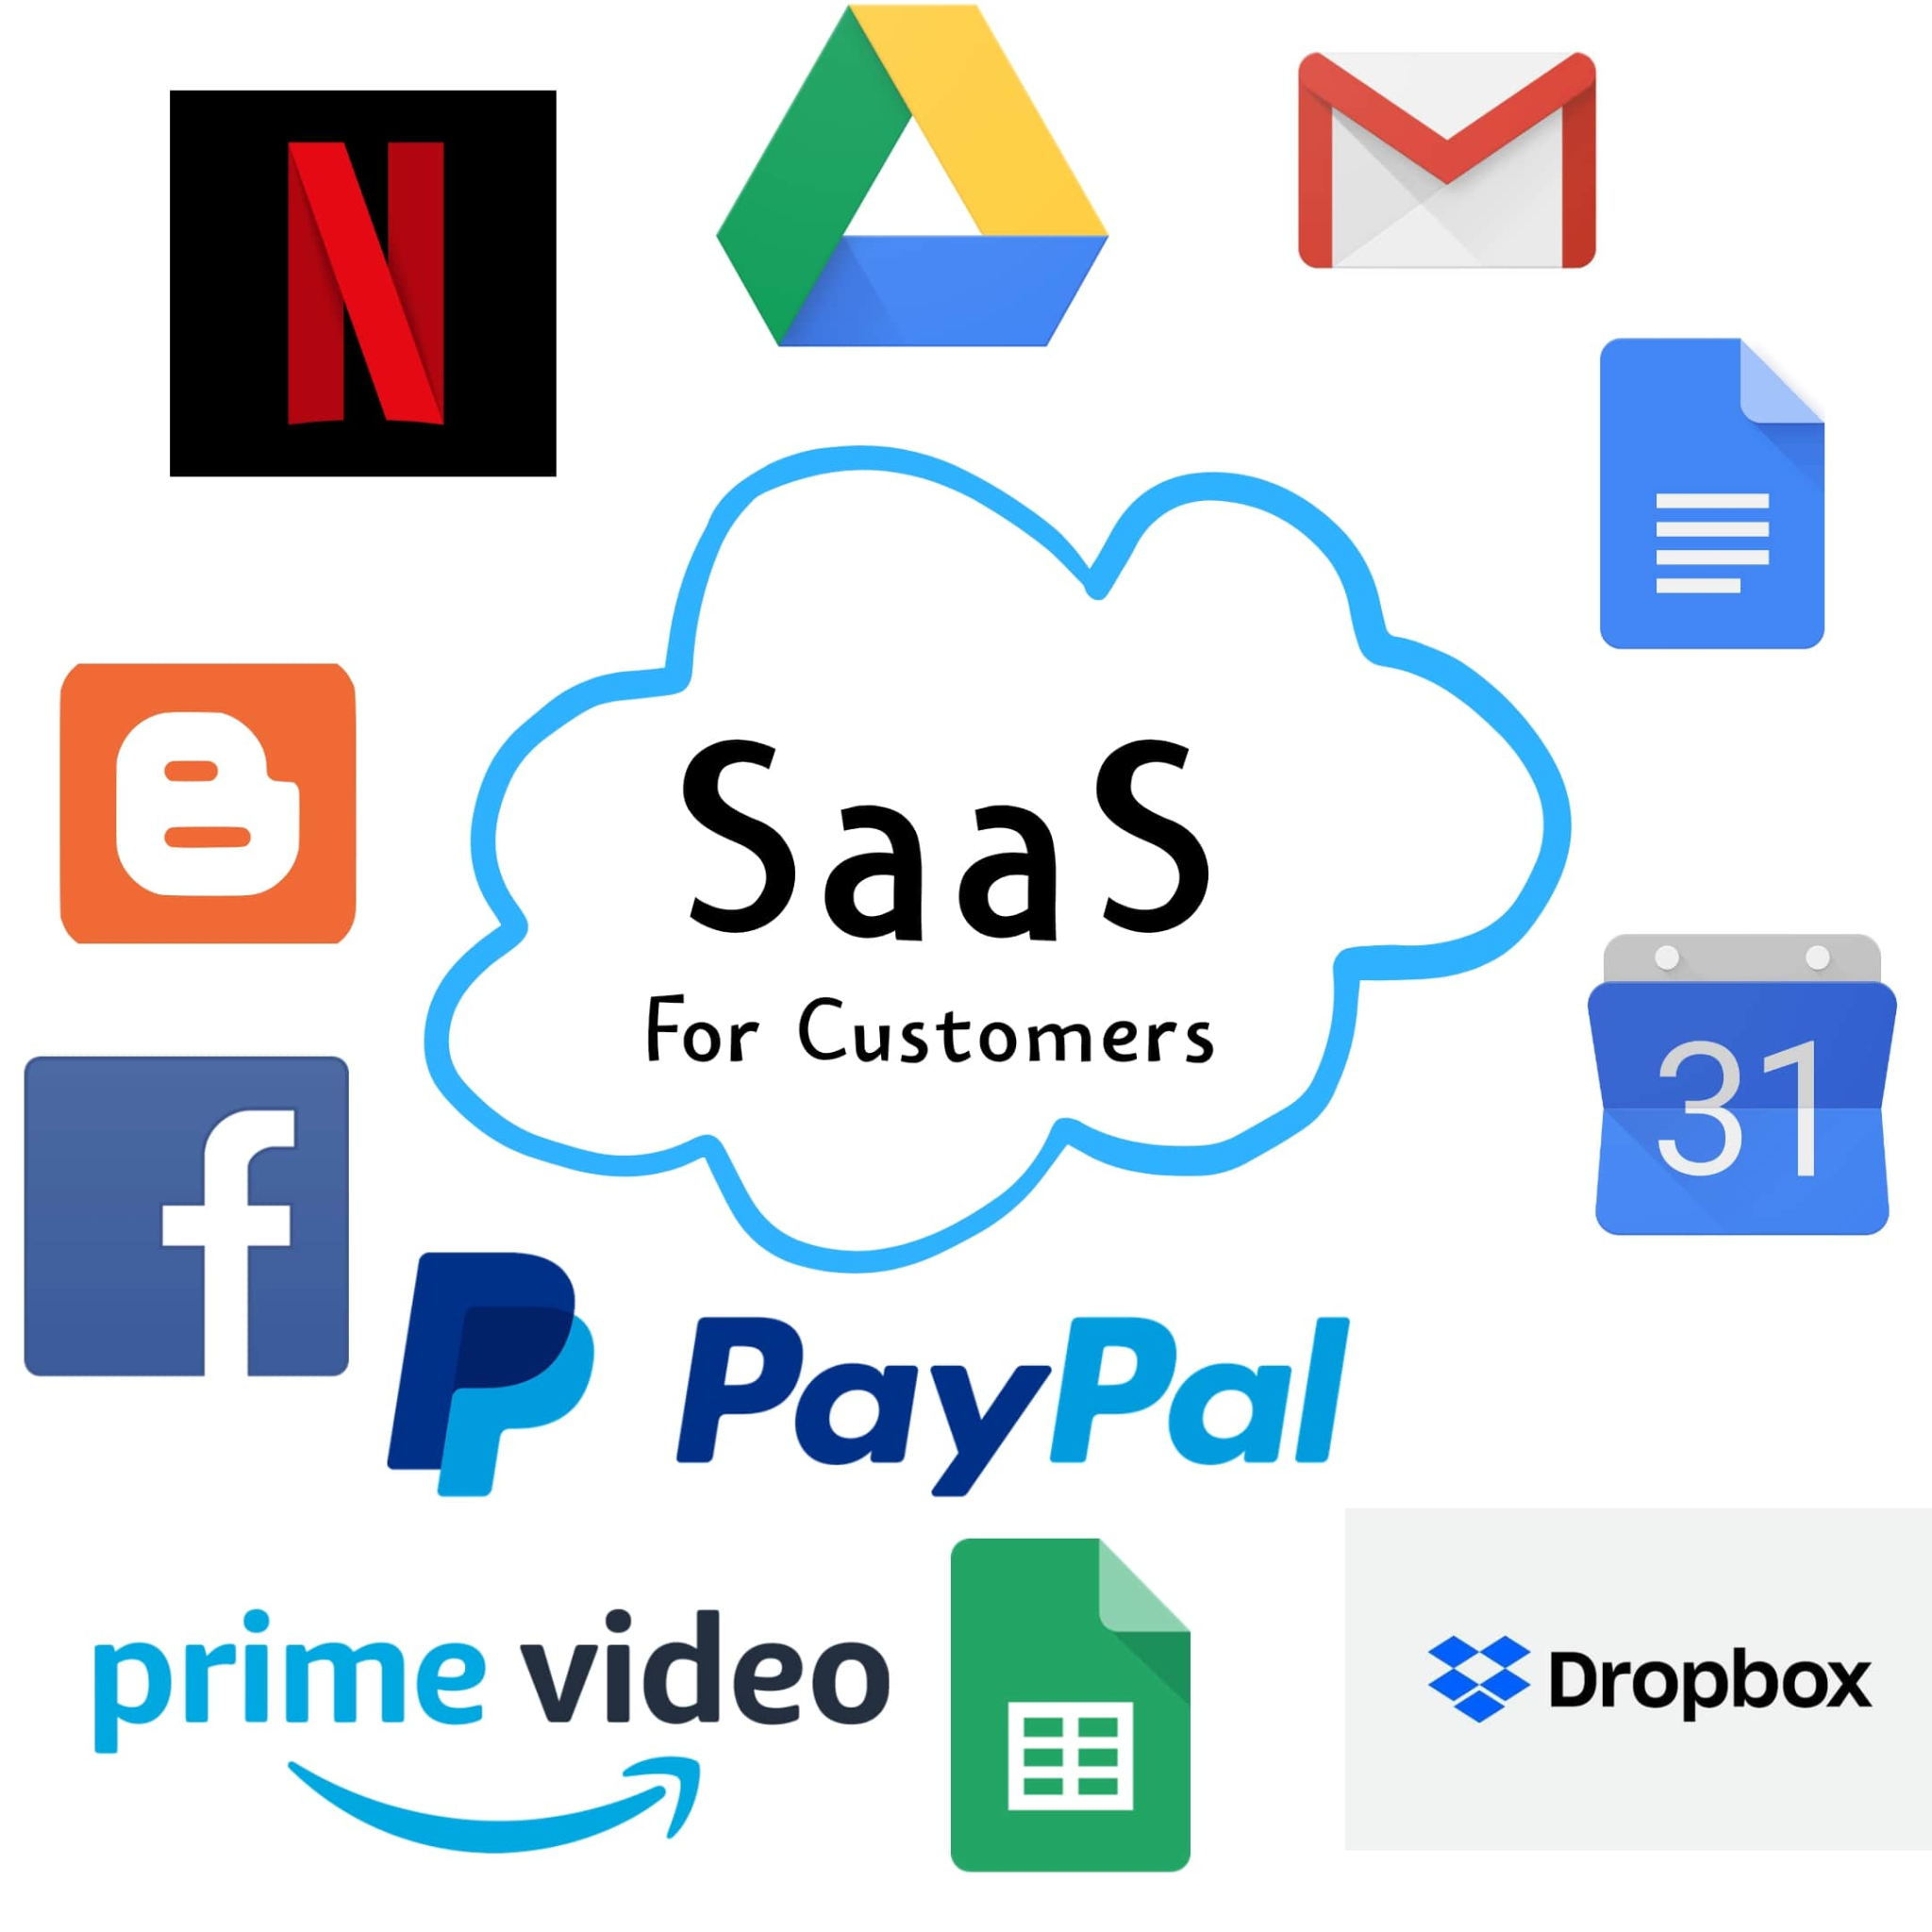 N
SaaS
For Customers
B
31
f
P PayPal
prime video
Dropbox